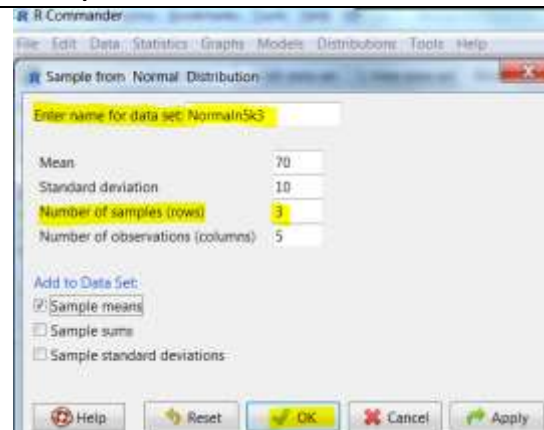 R Commander
File Edit Data Statistics Graphs Models Distributions Tools Help
Sample from Normal Distribution
Enter name for data set: Normaln5k3
Mean 70
Standard deviation 10
Number of samples (rows) 3
Number of observations (columns) 5
Add to Data Set:
Sample means
Sample sums
Sample standard deviations
Help Reset OK Cancel Apply